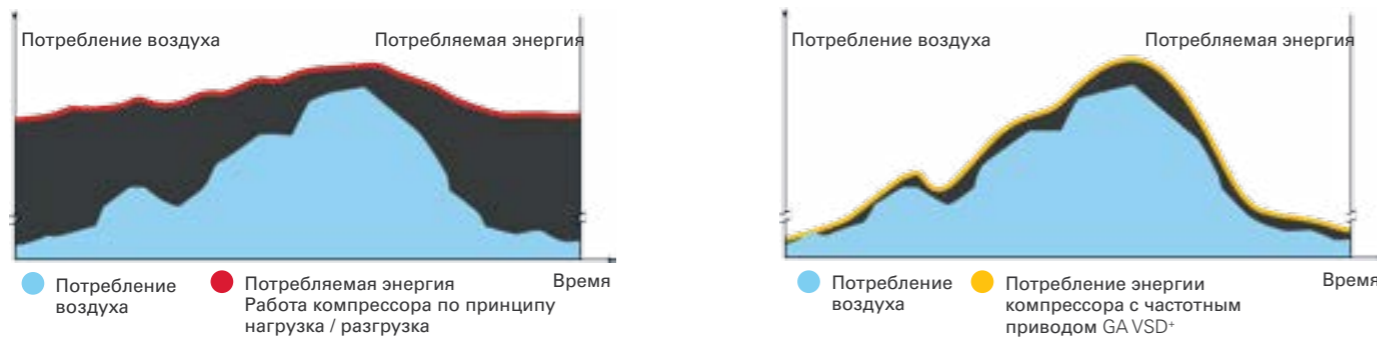 Потребление воздуха
Потребляемая энергия
Время
Потребление
воздуха
Потребляемая энергия
Работа компрессора по принципу
нагрузка / разгрузка
Потребление воздуха
Потребляемая энергия
Время
Потребление
воздуха
Потребление энергии
компрессора с частотным
приводом GA VSD⁺